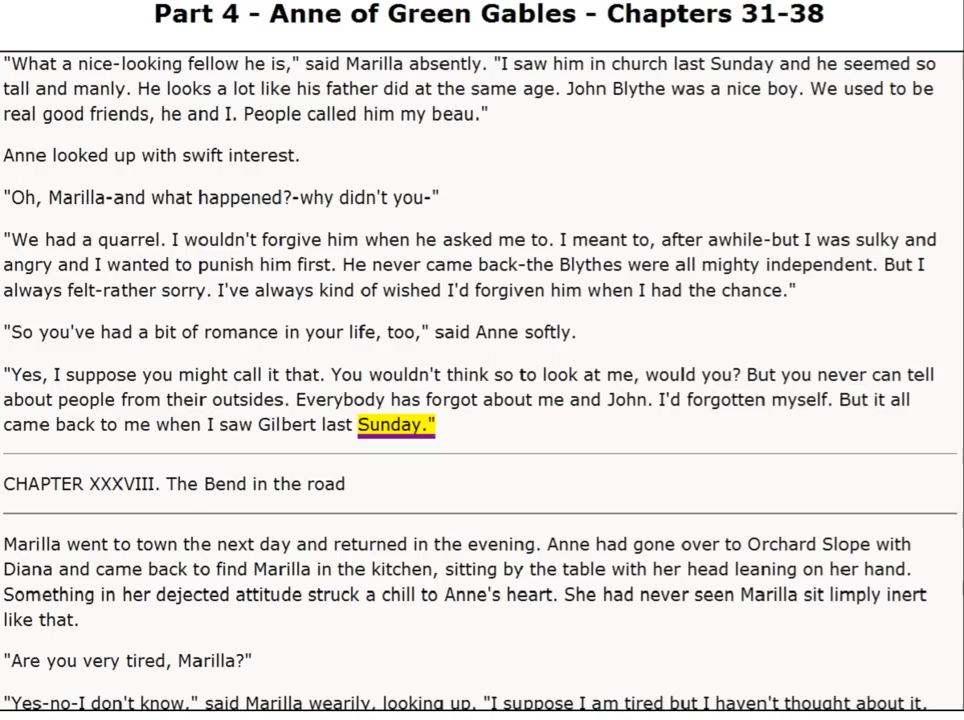 Part 4 - Anne of Green Gables - Chapters 31-38
"What a nice-looking fellow he is," said Marilla absently. "I saw him in church last Sunday and he seemed so
tall and manly. He looks a lot like his father did at the same age. John Blythe was a nice boy. We used to be
real good friends, he and I. People called him my beau."
Anne looked up with swift interest.
"Oh, Marilla-and what happened?-why didn't you-"
"We had a quarrel. I wouldn't forgive him when he asked me to. I meant to, after awhile-but I was sulky and
angry and I wanted to punish him first. He never came back-the Blythes were all mighty independent. But I
always felt-rather sorry. I've always kind of wished I'd forgiven him when I had the chance."
"So you've had a bit of romance in your life, too," said Anne softly.
"Yes, I suppose you might call it that. You wouldn't think so to look at me, would you? But you never can tell
about people from their outsides. Everybody has forgot about me and John. I'd forgotten myself. But it all
came back to me when I saw Gilbert last Sunday."
CHAPTER XXXVIII. The Bend in the road
Marilla went to town the next day and returned in the evening. Anne had gone over to Orchard Slope with
Diana and came back to find Marilla in the kitchen, sitting by the table with her head leaning on her hand.
Something in her dejected attitude struck a chill to Anne's heart. She had never seen Marilla sit limply inert
like that.
"Are you very tired, Marilla?"
"Yes-no-I don't know," said Marilla wearily, looking up. "I suppose I am tired but I haven't thought about it.